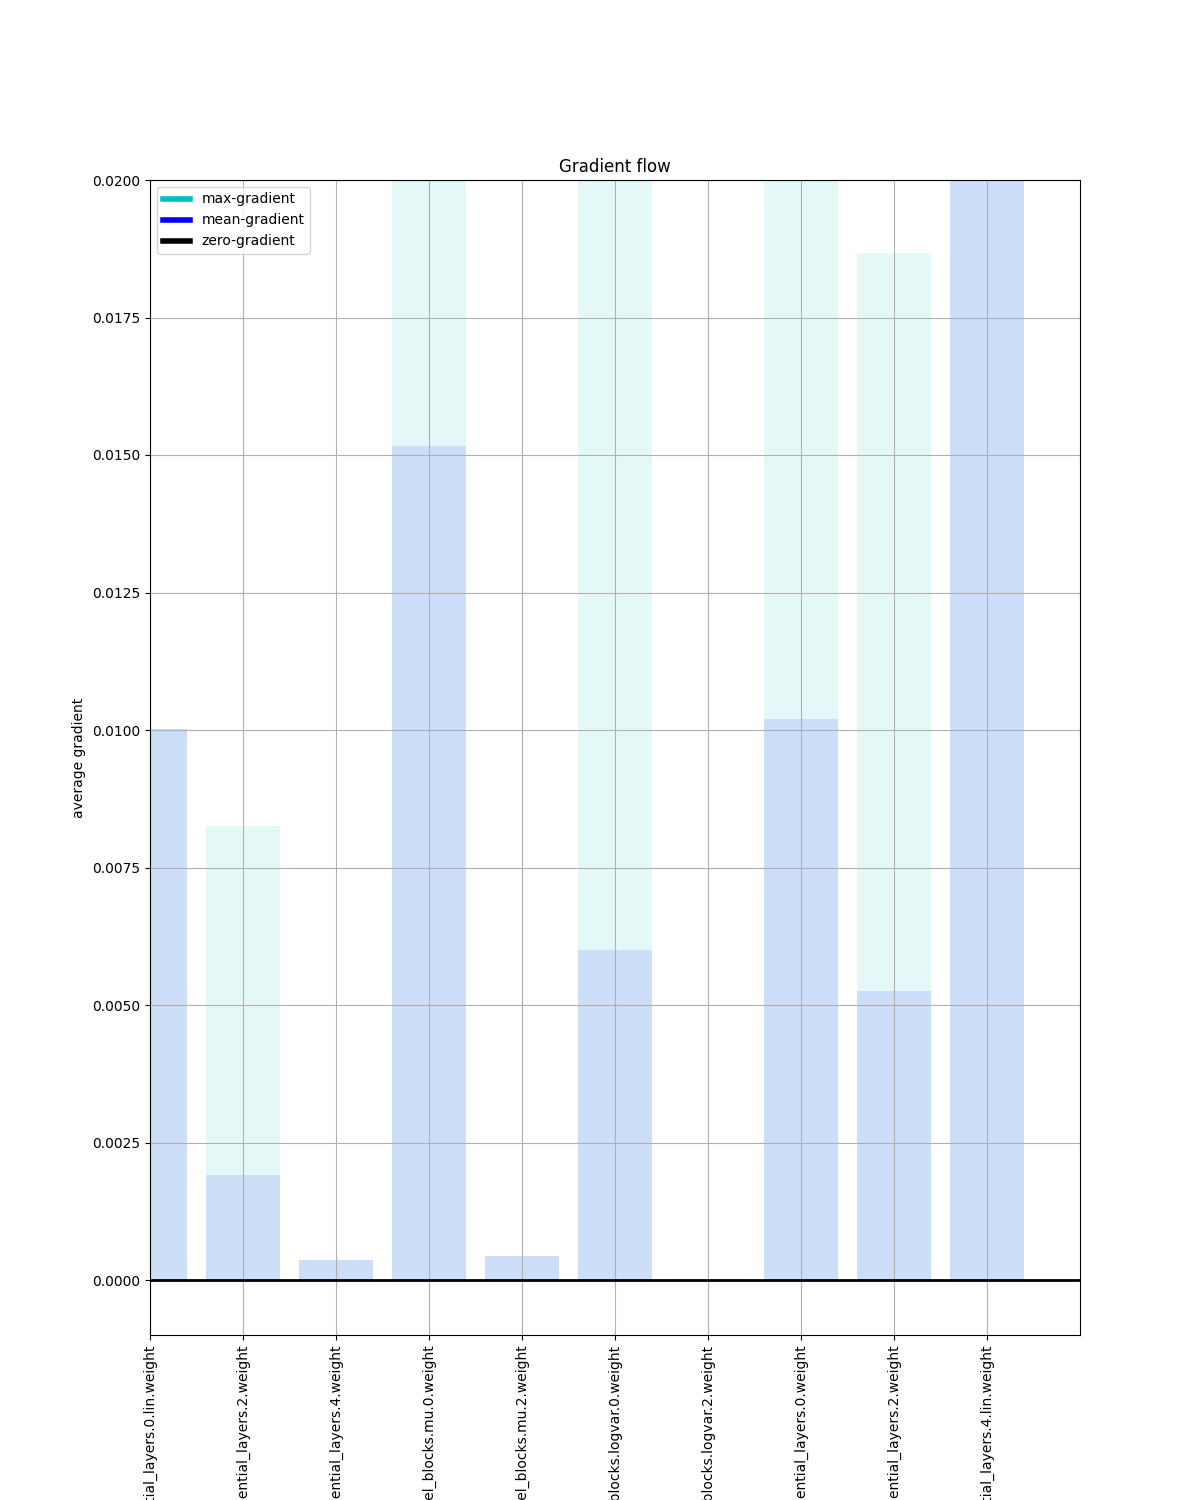 Gradient flow
max-gradient
mean-gradient
zero-gradient
0.0200
0.0175
0.0150
0.0125
0.0100
0.0075
0.0050
0.0025
0.0000
average gradient
tial_layers.0.lin.weight
ential_layers.2.weight
ential_layers.4.weight
el_blocks.mu.0.weight
el_blocks.mu.2.weight
blocks.logvar.0.weight
blocks.logvar.2.weight
ential_layers.0.weight
ential_layers.2.weight
tial_layers.4.lin.weight